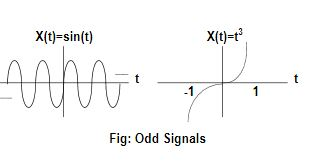 X(t)=sin(t)
X(t)=t³
t
t
-1
1
Fig: Odd Signals